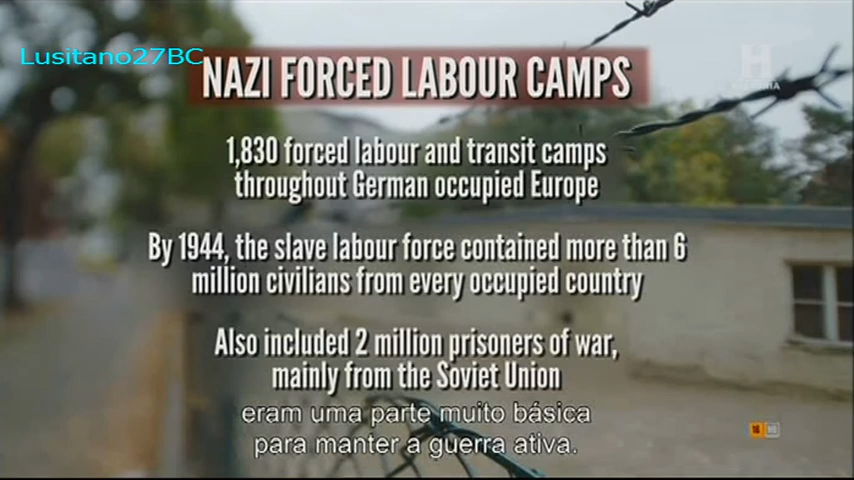 Lusitano27BC
NAZI FORCED LABOUR CAMPS
H
1,830 forced labour and transit camps
throughout German occupied Europe
By 1944, the slave labour force contained more than 6
million civilians from every occupied country
Also included 2 million prisoners of war,
mainly from the Soviet Union
eram uma parte muito básica
para manter a guerra ativa.